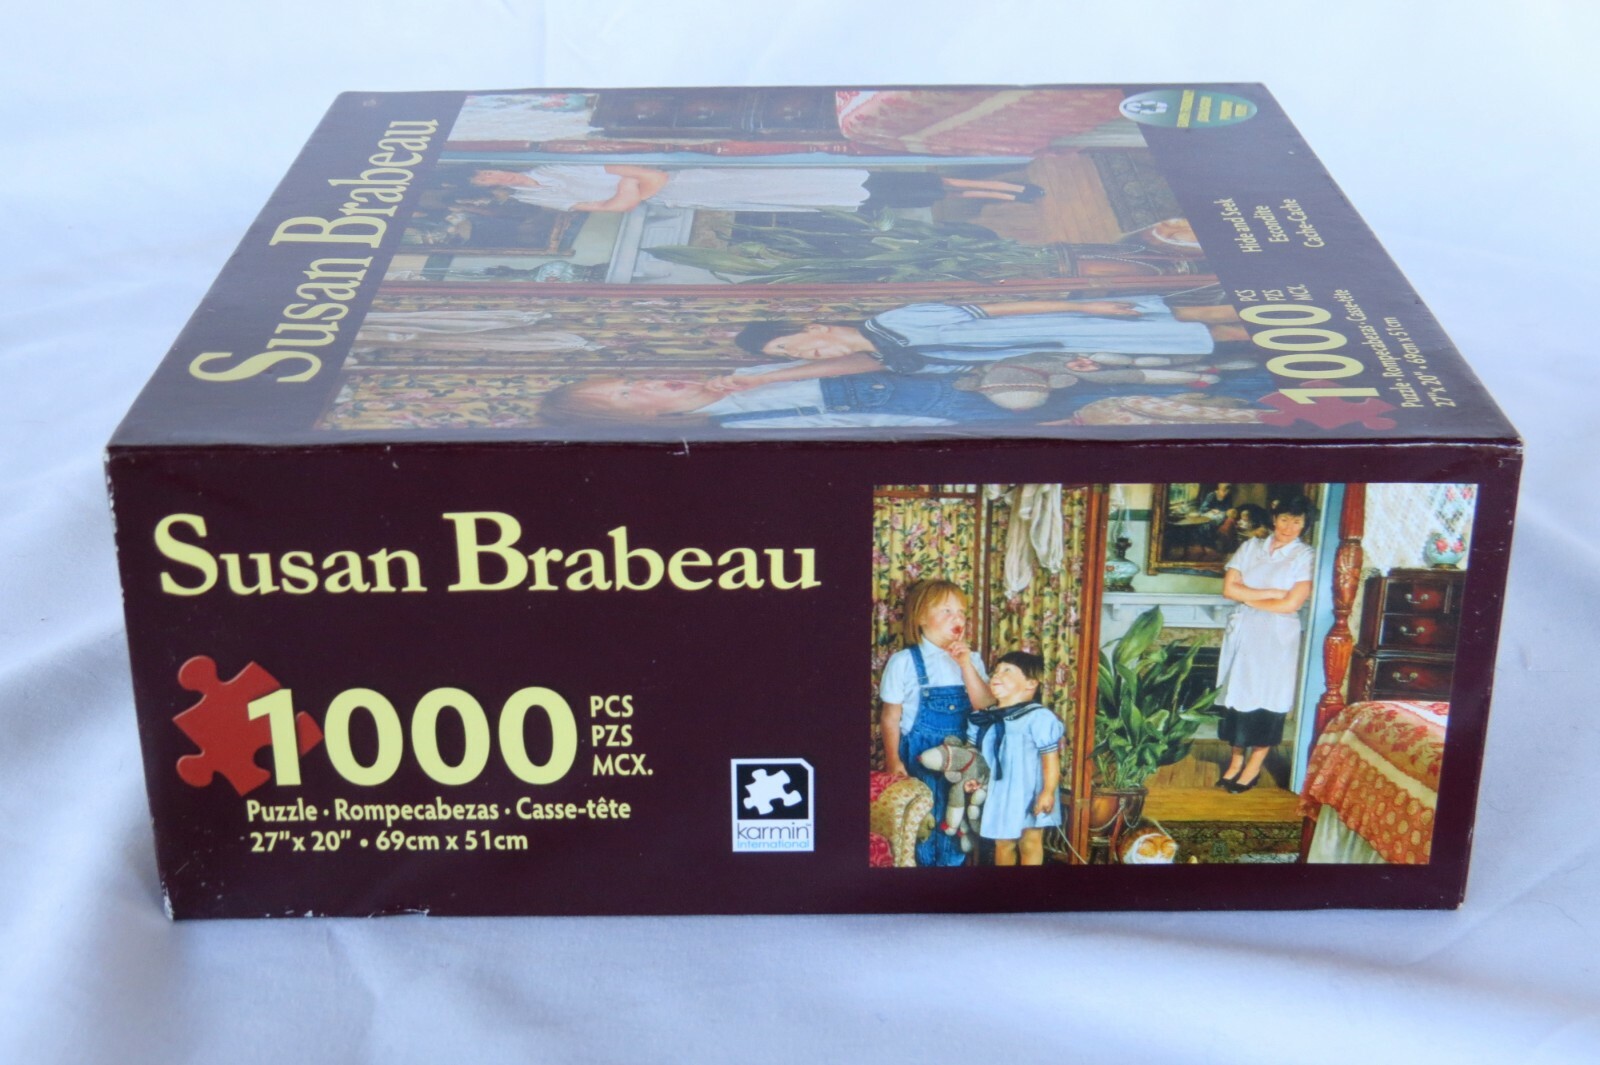 Susan Brabeau
Hide and Seek
Escondite
Cache-Cache
1000
PCS
PZS
MCX.
Puzzle • Rompecabezas • Casse-tête
27" x 20" • 69cm x 51cm
Susan Brabeau
1000
PCS
PZS
MCX.
Puzzle • Rompecabezas • Casse-tête
27" x 20" • 69cm x 51cm
karmin
international